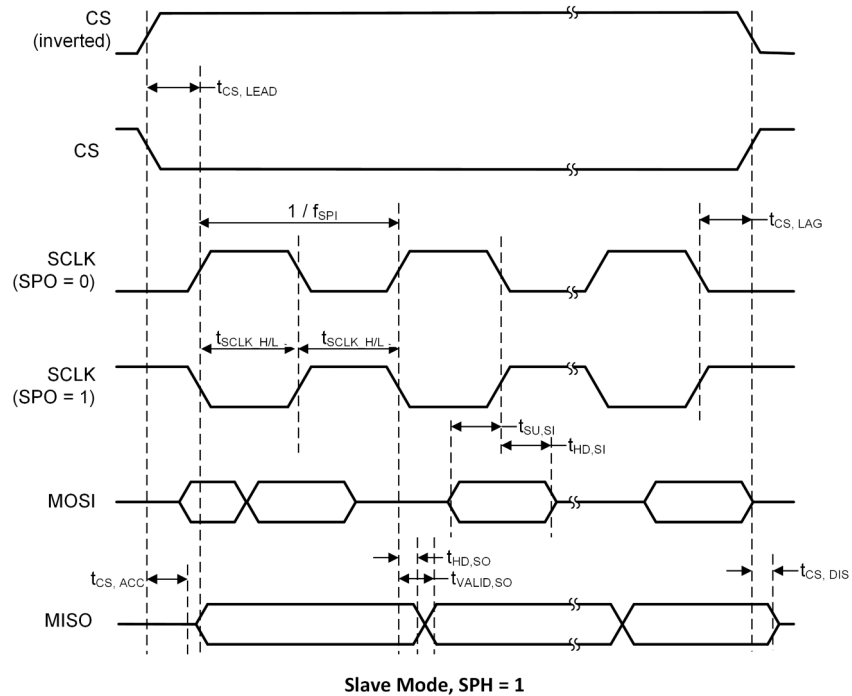 CS
(inverted)
tCS, LEAD
CS
1 / fSPI
tCS, LAG
SCLK
(SPO = 0)
tSCLK_H/L
tSCLK_H/L
SCLK
(SPO = 1)
tSU,SI
tHD,SI
MOSI
tHD,SO
tCS, ACC
tVALID,SO
tCS, DIS
MISO
Slave Mode, SPH = 1